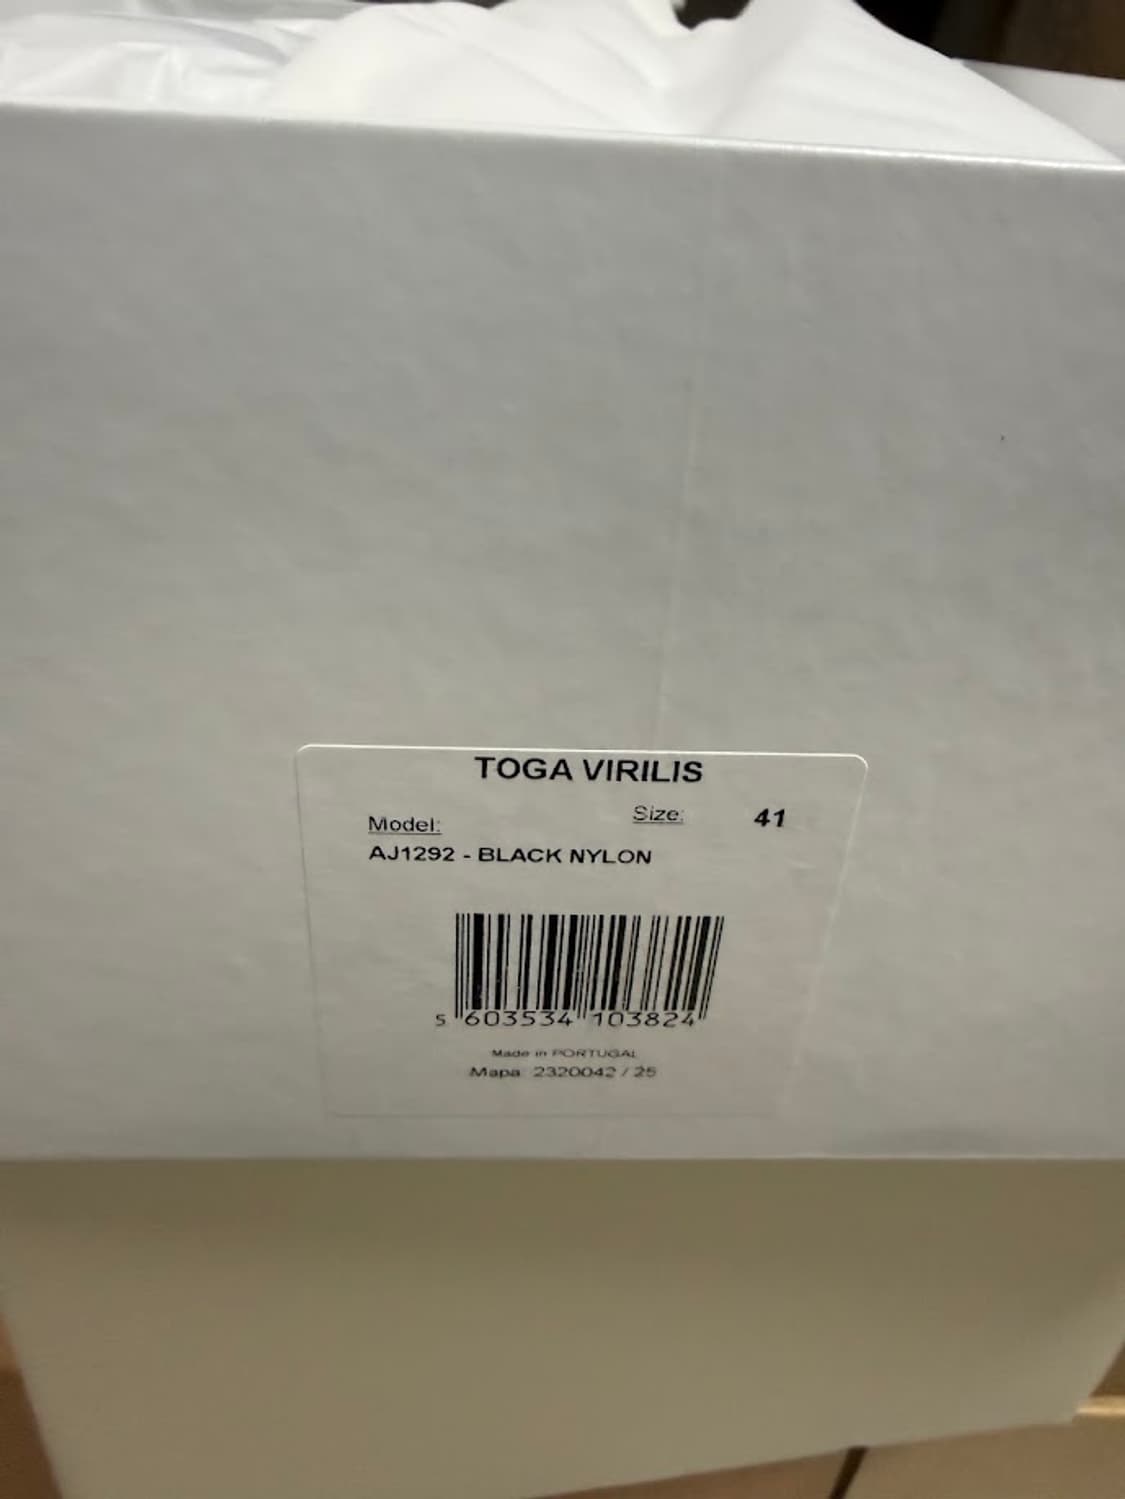 TOGA VIRILIS
Size: 41
Model:
AJ1292 - BLACK NYLON
5 603534 103824
Made in PORTUGAL
Mapa: 2320042 / 25